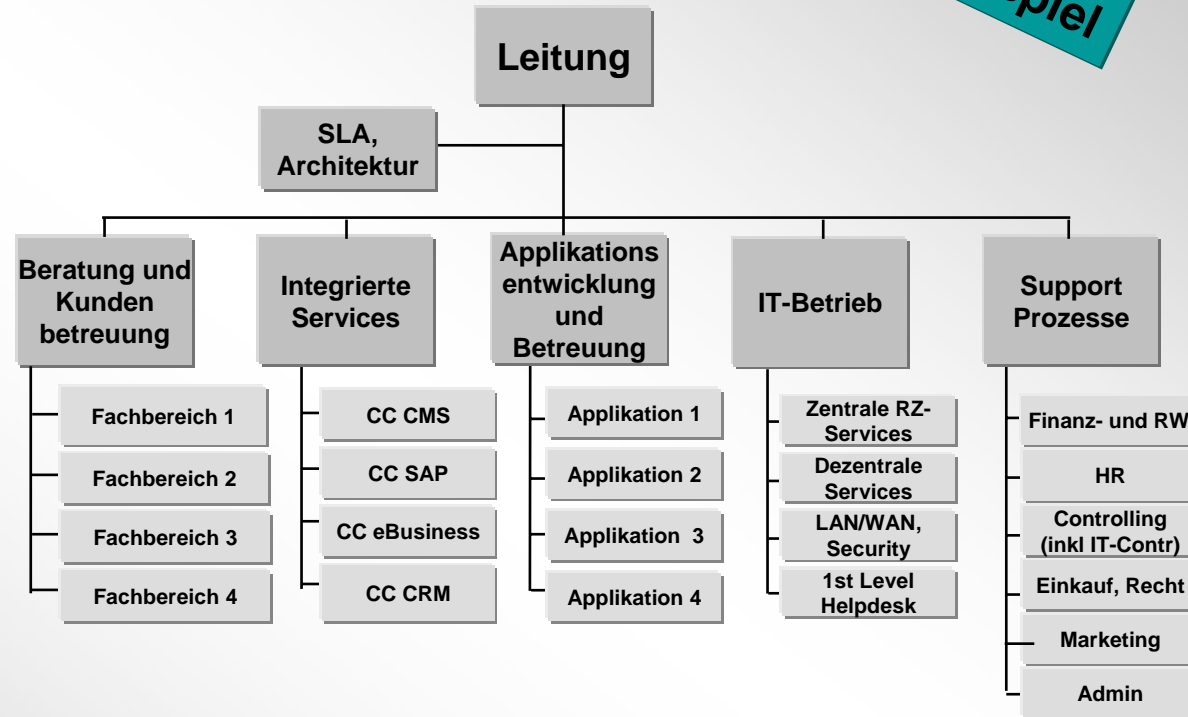 Leitung
SLA,
Architektur
Beratung und
Kunden
betreuung
Integrierte
Services
Applikations
entwicklung
und
Betreuung
IT-Betrieb
Support
Prozesse
Fachbereich 1
Fachbereich 2
Fachbereich 3
Fachbereich 4
CC CMS
CC SAP
CC eBusiness
CC CRM
Applikation 1
Applikation 2
Applikation 3
Applikation 4
Zentrale RZ-
Services
Dezentrale
Services
LAN/WAN,
Security
1st Level
Helpdesk
Finanz- und RW
HR
Controlling
(inkl IT-Contr)
Einkauf, Recht
Marketing
Admin